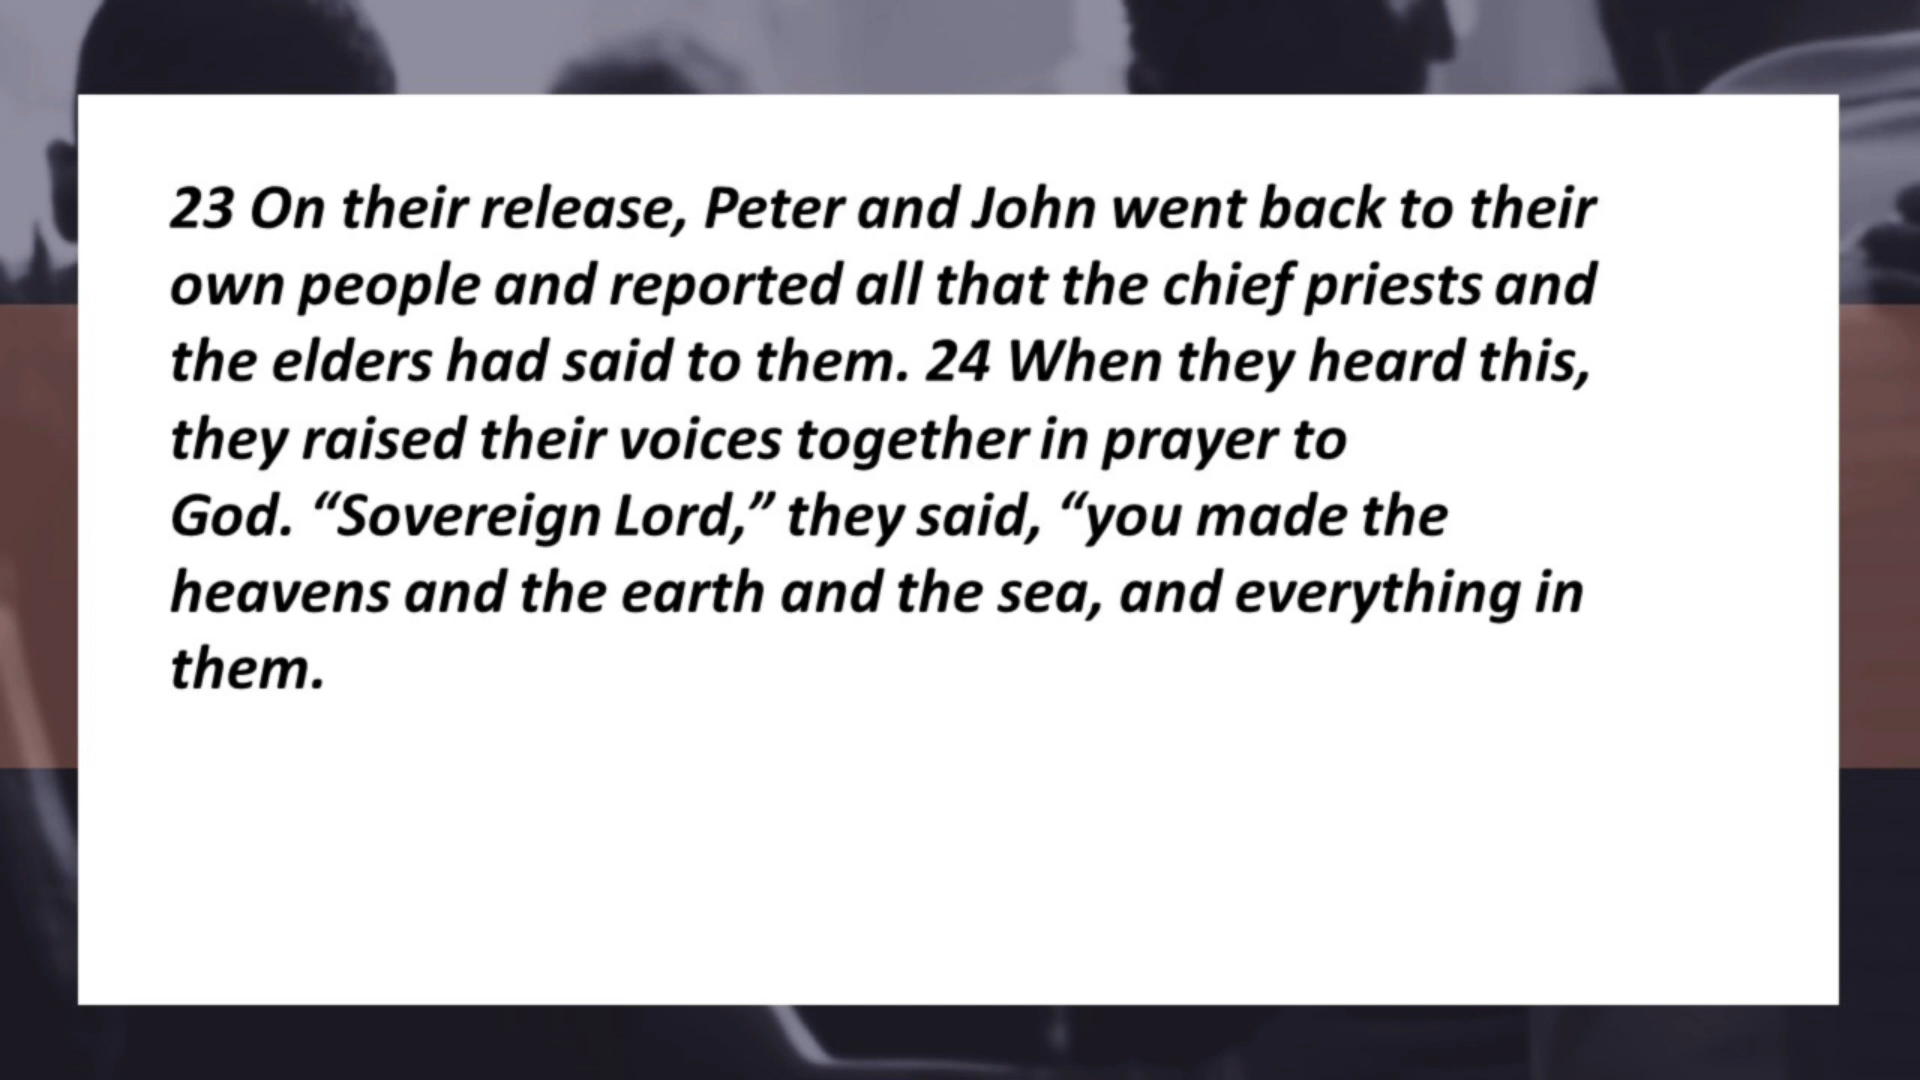 23 On their release, Peter and John went back to their
own people and reported all that the chief priests and
the elders had said to them. 24 When they heard this,
they raised their voices together in prayer to
God. “Sovereign Lord,” they said, “you made the
heavens and the earth and the sea, and everything in
them.